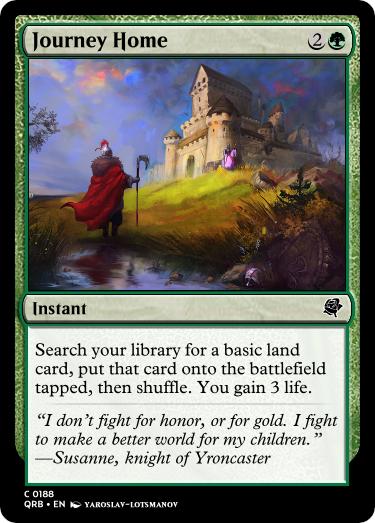 Journey Home 2
Instant
Search your library for a basic land
card, put that card onto the battlefield
tapped, then shuffle. You gain 3 life.
“I don’t fight for honor, or for gold. I fight
to make a better world for my children.”
—Susanne, knight of Yroncaster
C 0188
QRB • EN YAROSLAV-LOTSMANOV